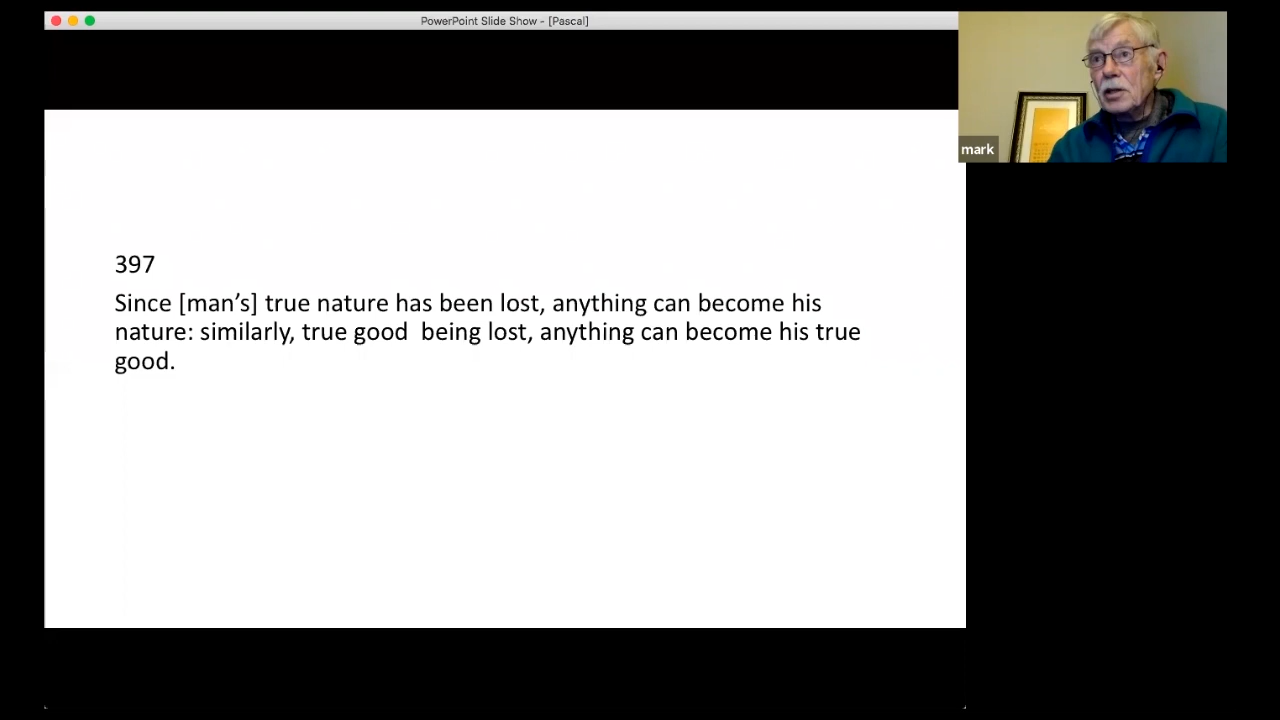 PowerPoint Slide Show - [Pascal]
mark
397
Since [man’s] true nature has been lost, anything can become his
nature: similarly, true good  being lost, anything can become his true
good.